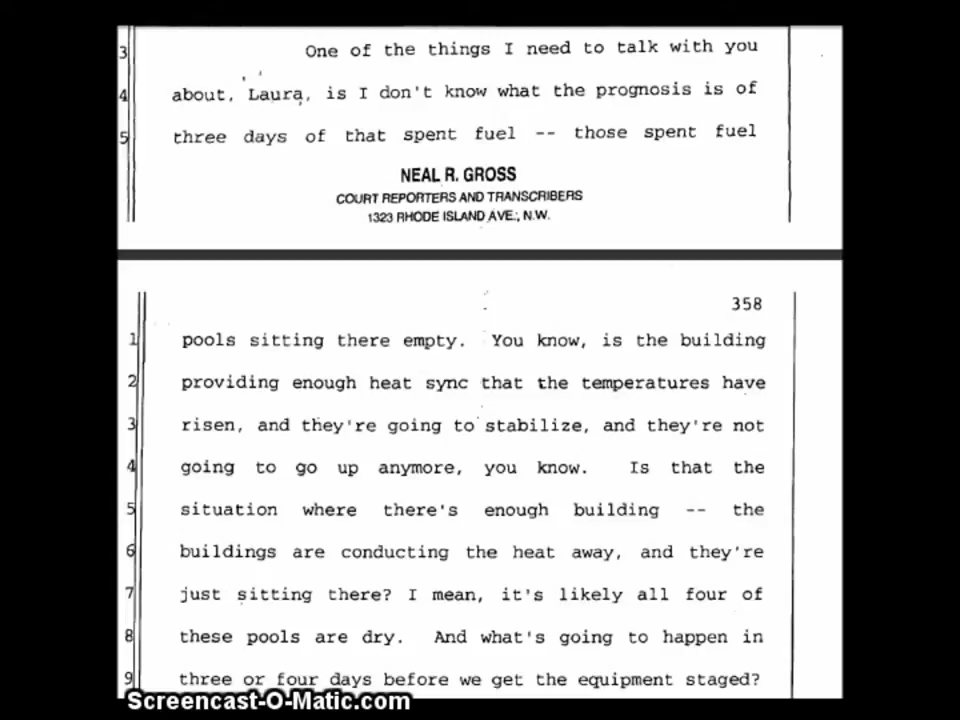 3 One of the things I need to talk with you
4 about, Laura, is I don't know what the prognosis is of
5 three days of that spent fuel -- those spent fuel
NEAL R. GROSS
COURT REPORTERS AND TRANSCRIBERS
1323 RHODE ISLAND AVE., N.W.
358
1 pools sitting there empty. You know, is the building
2 providing enough heat sync that the temperatures have
3 risen, and they're going to stabilize, and they're not
4 going to go up anymore, you know. Is that the
5 situation where there's enough building -- the
6 buildings are conducting the heat away, and they're
7 just sitting there? I mean, it's likely all four of
8 these pools are dry. And what's going to happen in
9 three or four days before we get the equipment staged?
Screencast-O-Matic.com